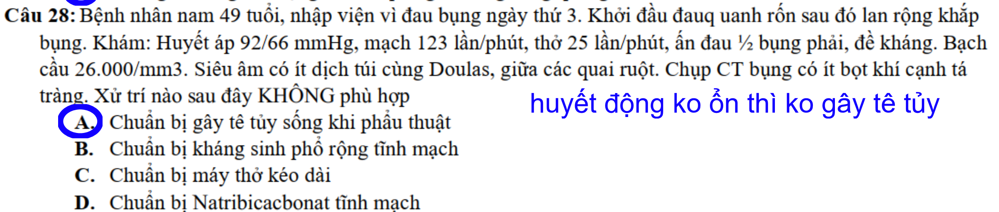 Câu 28: Bệnh nhân nam 49 tuổi, nhập viện vì đau bụng ngày thứ 3. Khởi đầu đauq uanh rốn sau đó lan rộng khắp
bụng. Khám: Huyết áp 92/66 mmHg, mạch 123 lần/phút, thở 25 lần/phút, ấn đau ½ bụng phải, đề kháng. Bạch
cầu 26.000/mm3. Siêu âm có ít dịch túi cùng Doulas, giữa các quai ruột. Chụp CT bụng có ít bọt khí cạnh tá
tràng. Xử trí nào sau đây KHÔNG phù hợp
huyết động ko ổn thì ko gây tê tủy
A. Chuẩn bị gây tê tủy sống khi phẩu thuật
B. Chuẩn bị kháng sinh phổ rộng tĩnh mạch
C. Chuẩn bị máy thở kéo dài
D. Chuẩn bị Natribicacbonat tĩnh mạch